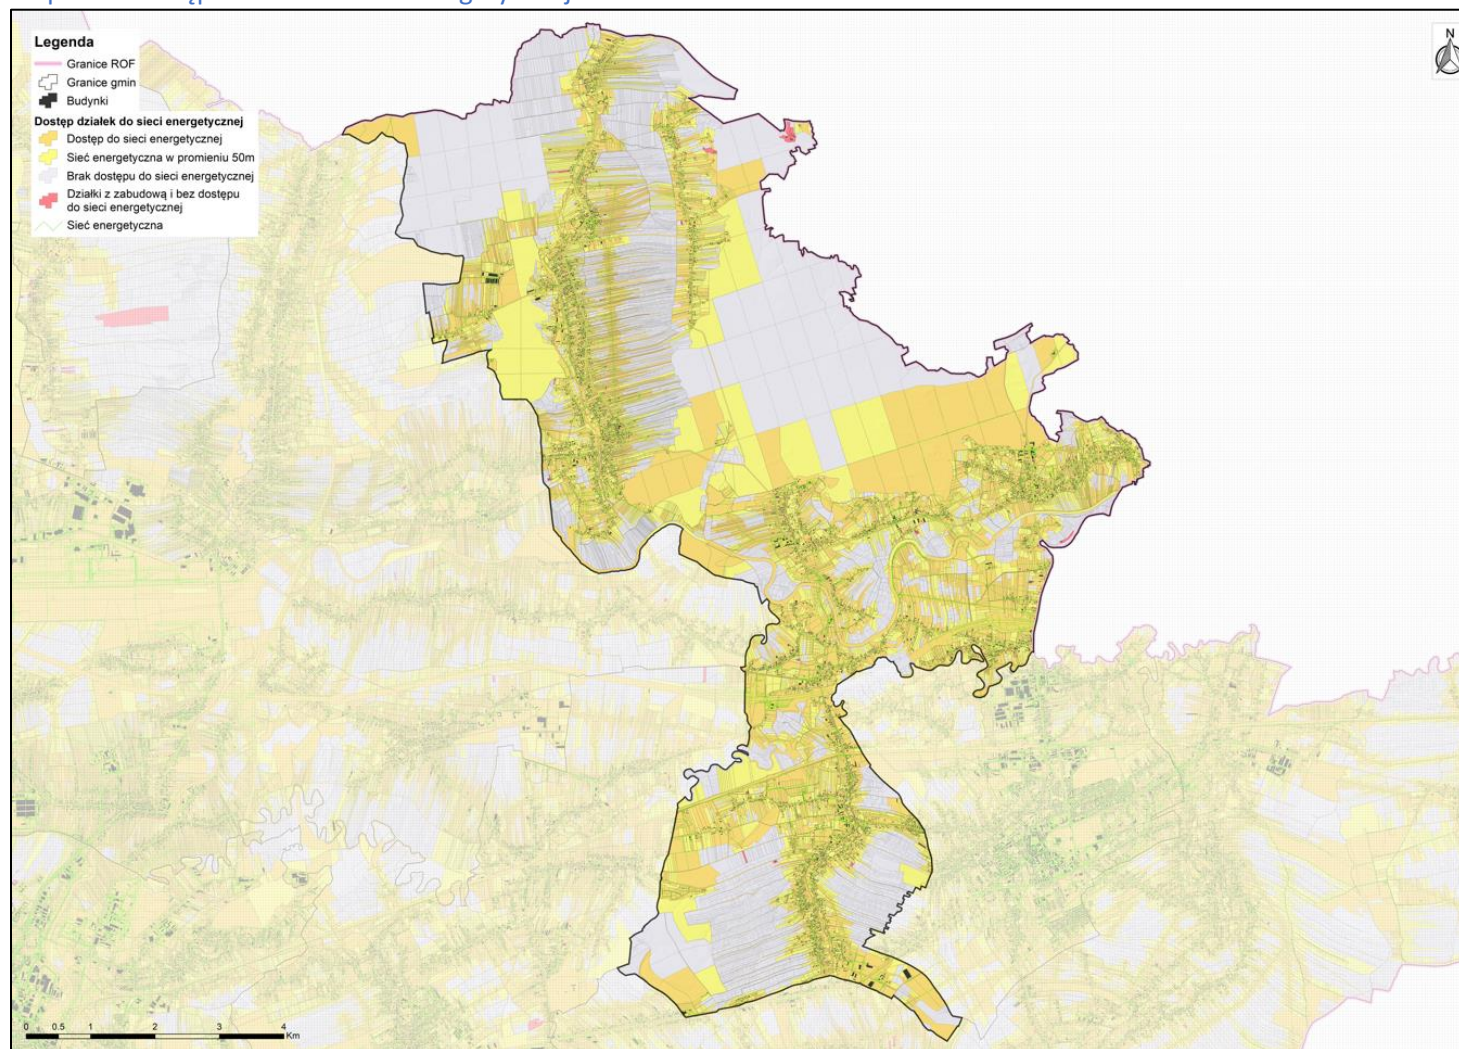 Legenda
Granice ROF
Granice gmin
Budynki
Dostęp działek do sieci energetycznej
Dostęp do sieci energetycznej
Sieć energetyczna w promieniu 50m
Brak dostępu do sieci energetycznej
Działki z zabudową i bez dostępu
do sieci energetycznej
Sieć energetyczna
N
0 0.5 1 2 3 4
Km